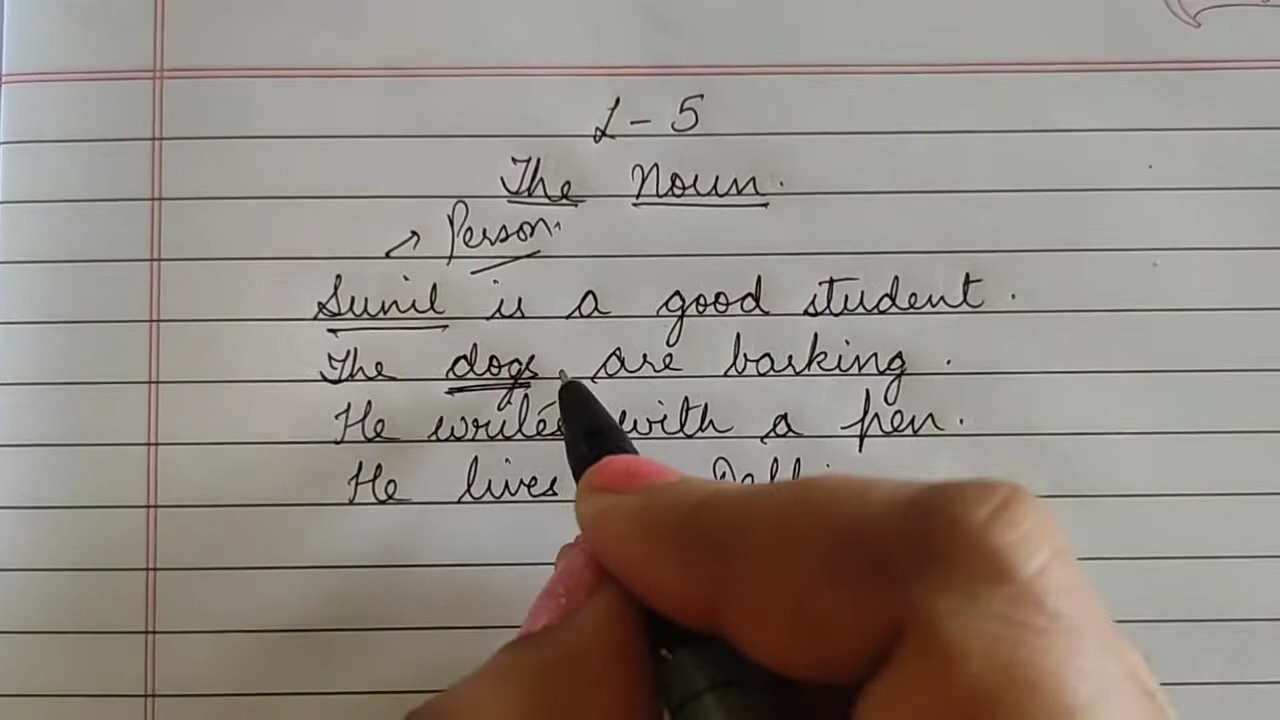 L - 5
The Noun.
→ Person.
Sunil is a good student.
The dogs are barking.
He writes with a pen.
He lives